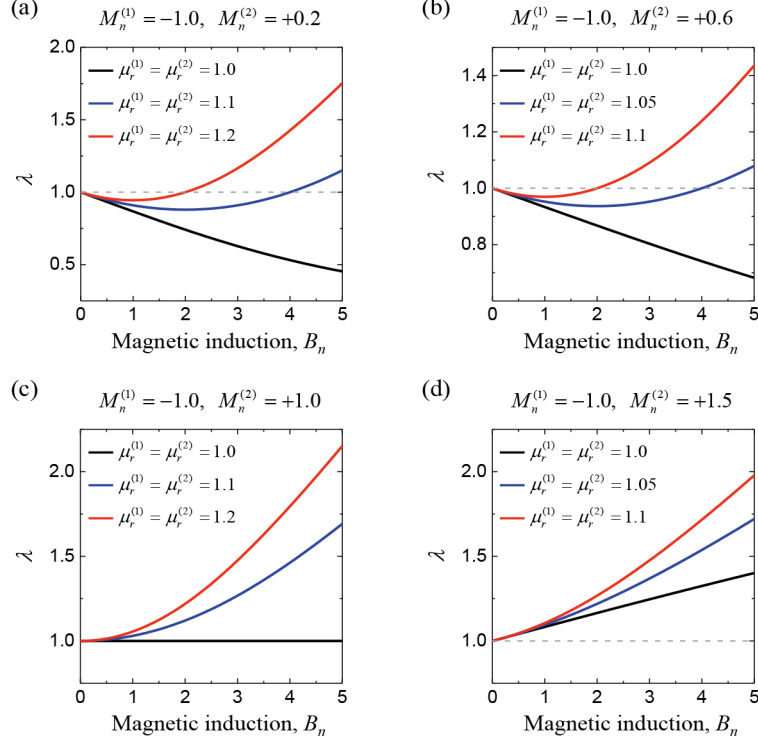 (a)
M_n^(1) = −1.0, M_n^(2) = +0.2
2.0
1.5
1.0
0.5
λ
μ_r^(1) = μ_r^(2) = 1.0
μ_r^(1) = μ_r^(2) = 1.1
μ_r^(1) = μ_r^(2) = 1.2
0 1 2 3 4 5
Magnetic induction, B_n
(b)
M_n^(1) = −1.0, M_n^(2) = +0.6
1.4
1.2
1.0
0.8
λ
μ_r^(1) = μ_r^(2) = 1.0
μ_r^(1) = μ_r^(2) = 1.05
μ_r^(1) = μ_r^(2) = 1.1
0 1 2 3 4 5
Magnetic induction, B_n
(c)
M_n^(1) = −1.0, M_n^(2) = +1.0
2.0
1.5
1.0
λ
μ_r^(1) = μ_r^(2) = 1.0
μ_r^(1) = μ_r^(2) = 1.1
μ_r^(1) = μ_r^(2) = 1.2
0 1 2 3 4 5
Magnetic induction, B_n
(d)
M_n^(1) = −1.0, M_n^(2) = +1.5
2.0
1.5
1.0
λ
μ_r^(1) = μ_r^(2) = 1.0
μ_r^(1) = μ_r^(2) = 1.05
μ_r^(1) = μ_r^(2) = 1.1
0 1 2 3 4 5
Magnetic induction, B_n